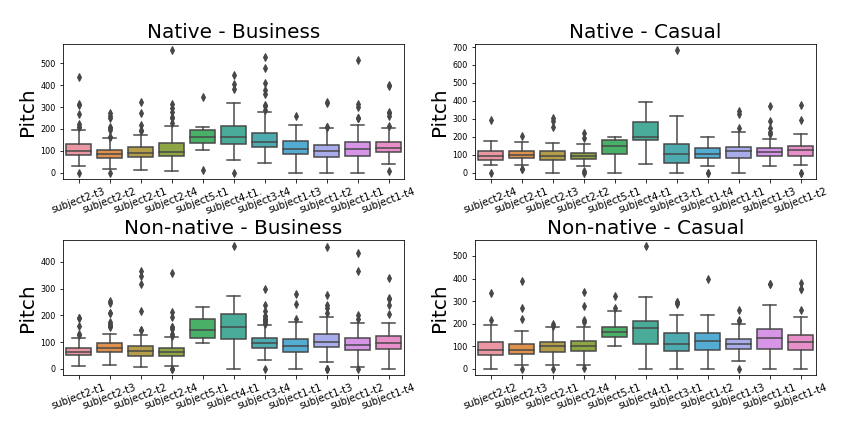 Native - Business
Pitch
500
400
300
200
100
0
subject2-t3 subject2-t2 subject2-t1 subject2-t4 subject5-t1 subject4-t1. subject3-t4 subject1-t3 subject1-t2 subject1-t1 subject1-t4
Native - Casual
Pitch
700
600
500
400
300
200
100
0
subject2-t4 subject2-t1 subject2-t3 subject2-t2 subject5-t1 subject4-t1 subject3-t1 subject1-t4 subject1-t1 subject1-t3 subject1-t2
Non-native - Business
Pitch
400
300
200
100
0
subject2-t1 subject2-t3 subject2-t2 subject2-t4 subject5-t1 subject4-t1 subject3-t4 subject1-t1 subject1-t3 subject1-t2 subject1-t4
Non-native - Casual
Pitch
500
400
300
200
100
0
subject2-t2 subject2-t3 subject2-t1 subject2-t4 subject5-t1 subject4-t1 subject3-t1 subject1-t2 subject1-t3 subject1-t1 subject1-t4